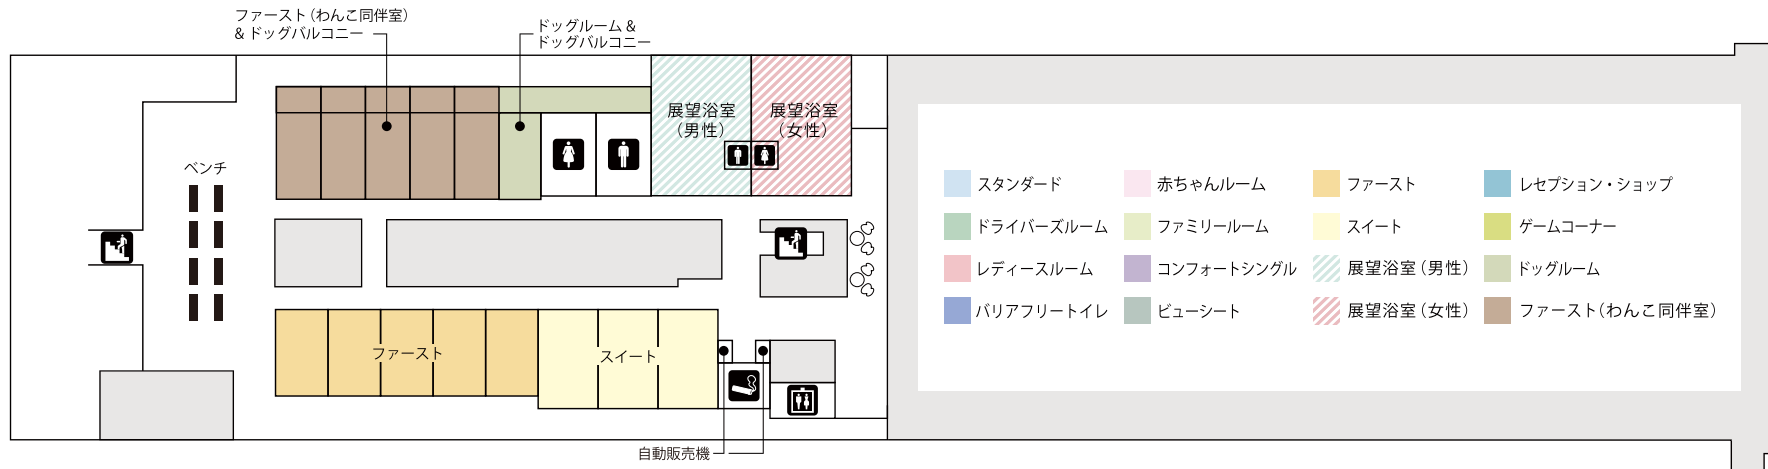 ファースト(わんこ同伴室)
& ドッグバルコニー
ドッグルーム &
ドッグバルコニー
展望浴室
(男性)
展望浴室
(女性)
ベンチ
ファースト
スイート
自動販売機
スタンダード
赤ちゃんルーム
ファースト
レセプション・ショップ
ドライバーズルーム
ファミリールーム
スイート
ゲームコーナー
レディースルーム
コンフォートシングル
展望浴室(男性)
ドッグルーム
バリアフリートイレ
ビューシート
展望浴室(女性)
ファースト(わんこ同伴室)